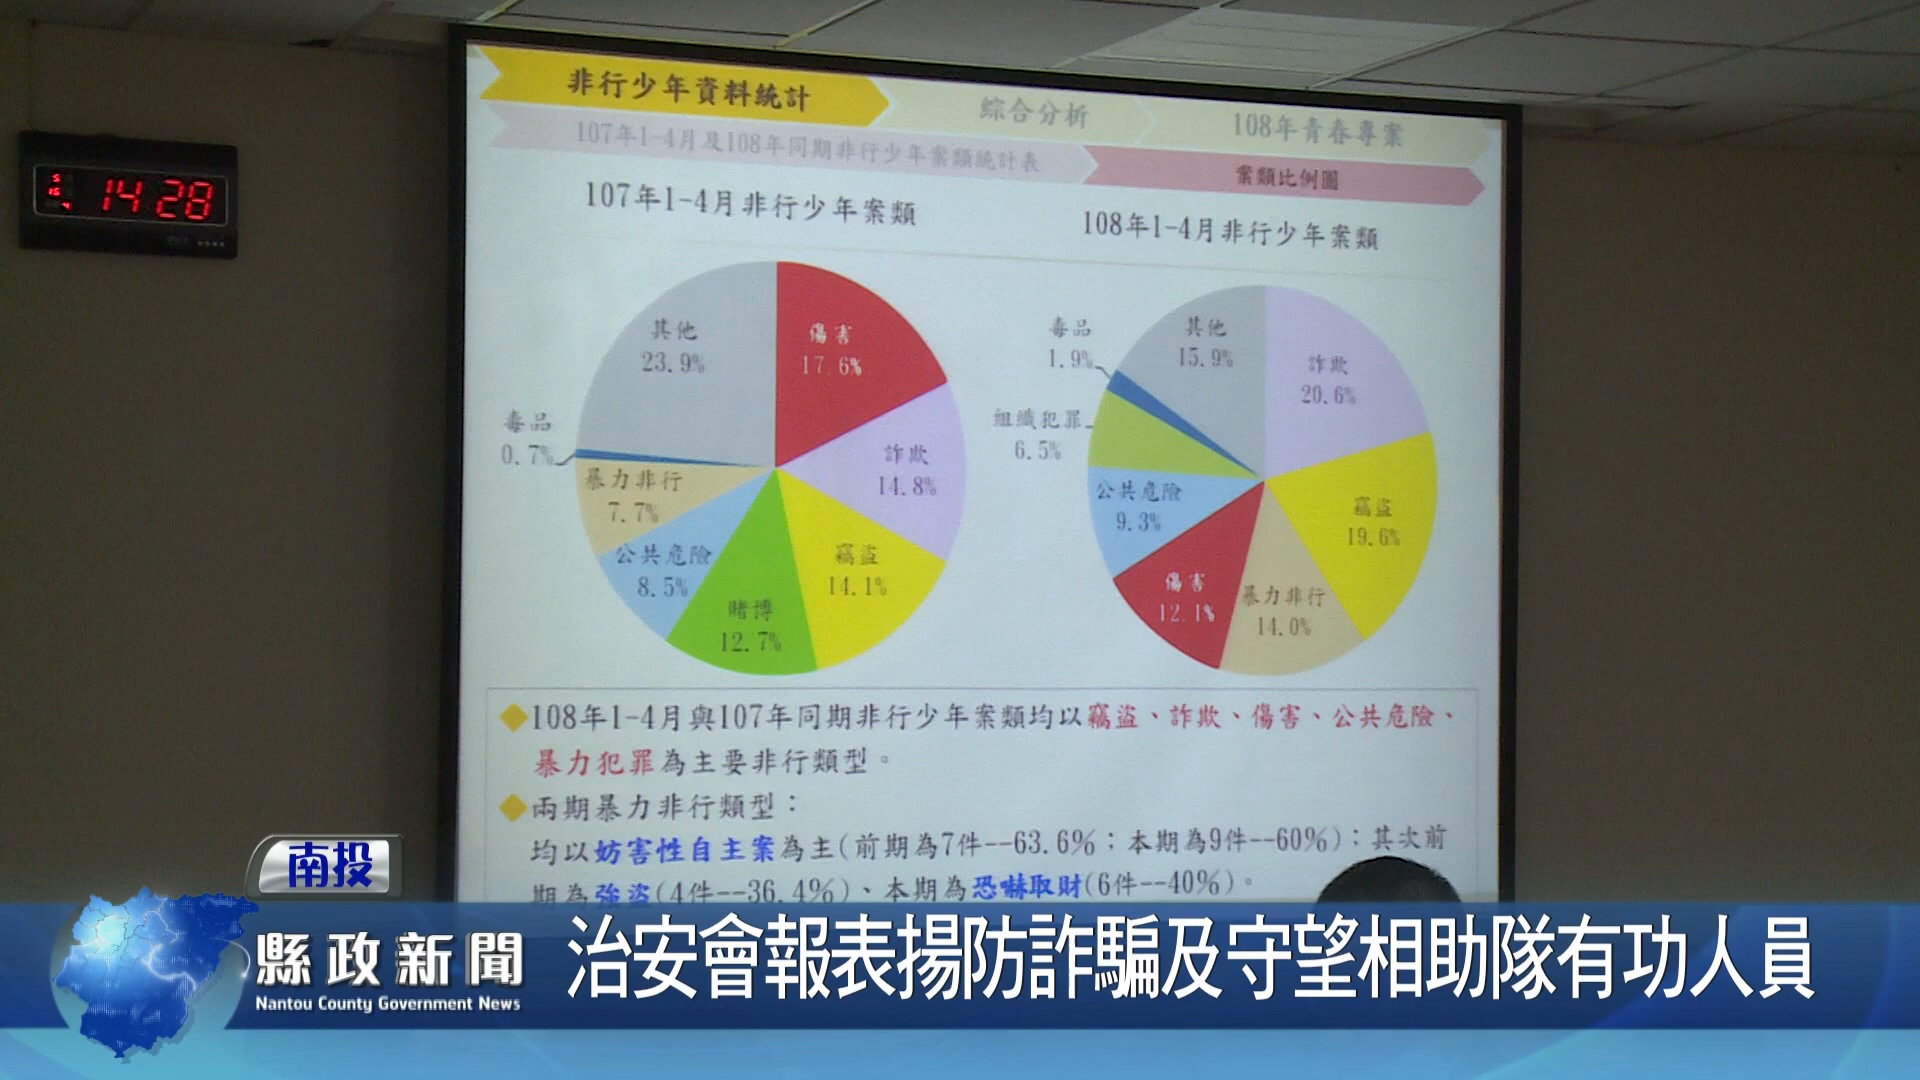 非行少年資料統計
綜合分析
108年青春專案
107年1-4月及108年同期非行少年案類統計表
案類比例圖
107年1-4月非行少年案類
108年1-4月非行少年案類
14 28
5
16
其他
23.9%
傷害
17.6%
毒品
0.7%
詐欺
14.8%
暴力非行
7.7%
竊盜
14.1%
公共危險
8.5%
賭博
12.7%
毒品
1.9%
其他
15.9%
詐欺
20.6%
組織犯罪
6.5%
公共危險
9.3%
竊盜
19.6%
傷害
12.1%
暴力非行
14.0%
108年1-4月與107年同期非行少年案類均以竊盜、詐欺、傷害、公共危險、
暴力犯罪為主要非行類型。
兩期暴力非行類型：
均以妨害性自主案為主(前期為7件--63.6%；本期為9件--60%)；其次前
期為強盜(4件--36.4%)、本期為恐嚇取財(6件--40%)。
南投
縣政新聞
Nantou County Government News
治安會報表揚防詐騙及守望相助隊有功人員